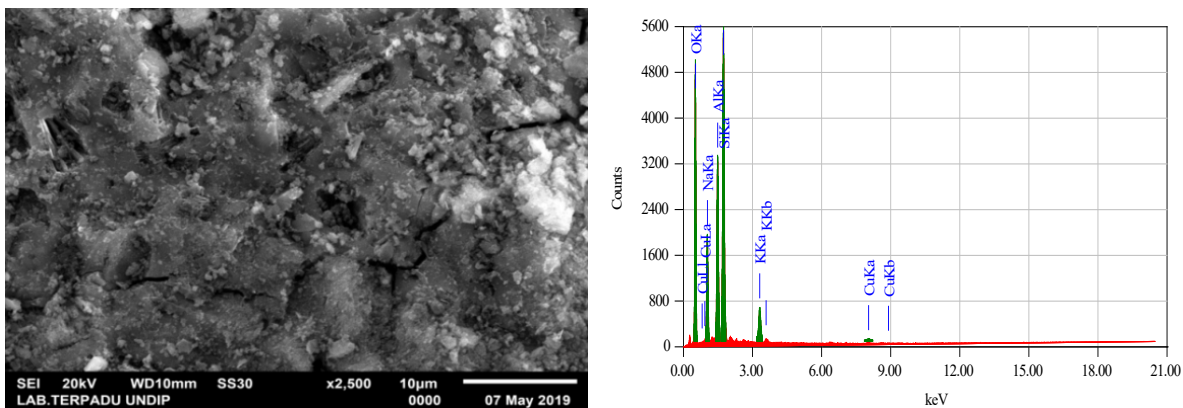 SEI 20kV WD10mm SS30 x2,500 10µm
LAB.TERPADU UNDIP 0000 07 May 2019
5600
4800
4000
3200
2400
1600
800
0
Counts
OKa
CuLl
CuLa
NaKa
AlKa
SiKa
KKa
KKb
CuKa
CuKb
0.00 3.00 6.00 9.00 12.00 15.00 18.00 21.00
keV